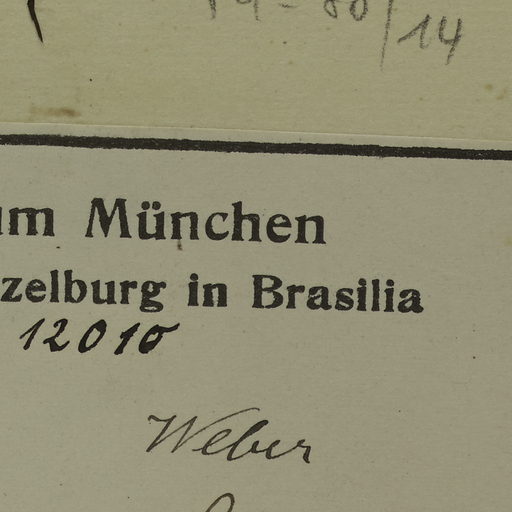 /14
um München
zelburg in Brasilia
12010
Weber